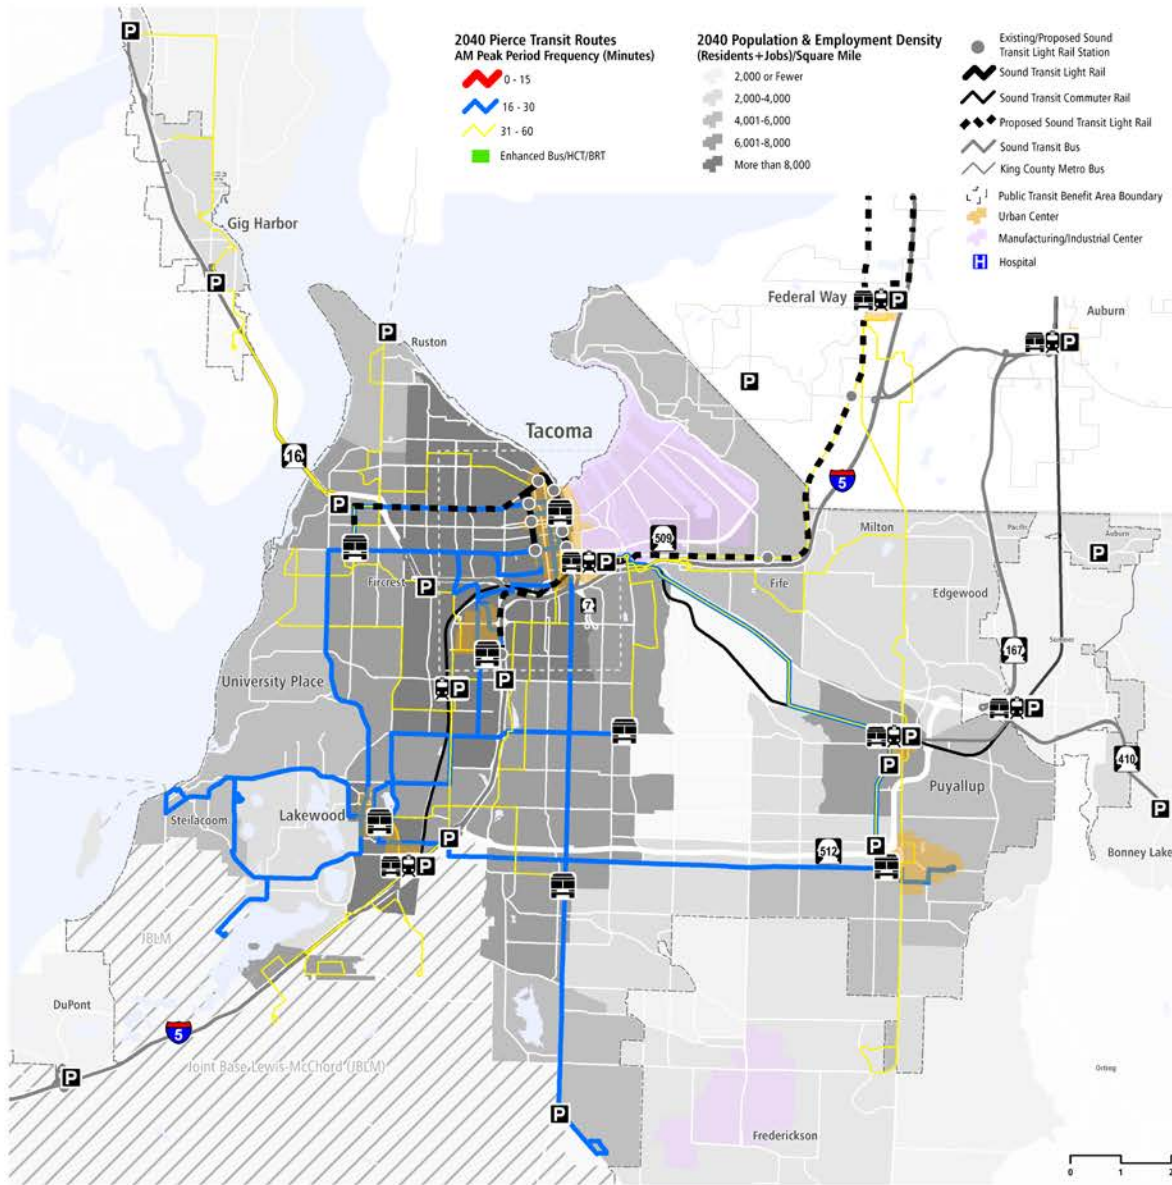 2040 Pierce Transit Routes
AM Peak Period Frequency (Minutes)
0 - 15
16 - 30
31 - 60
Enhanced Bus/HCT/BRT
2040 Population & Employment Density
(Residents+Jobs)/Square Mile
2,000 or Fewer
2,000-4,000
4,001-6,000
6,001-8,000
More than 8,000
Existing/Proposed Sound
Transit Light Rail Station
Sound Transit Light Rail
Sound Transit Commuter Rail
Proposed Sound Transit Light Rail
Sound Transit Bus
King County Metro Bus
Public Transit Benefit Area Boundary
Urban Center
Manufacturing/Industrial Center
H Hospital
P
Gig Harbor
P
P
Ruston
Federal Way
P
Auburn
P
P
Tacoma
16
5
P
509
Milton
Pacific
Auburn
P
P
Fircrest
P
Fife
Edgewood
7
167
Sumner
University Place
P
P
P
P
P
410
Puyallup
P
Steilacoom
Lakewood
P
P
512
P
Bonney Lake
P
JBLM
DuPont
5
Joint Base Lewis-McChord (JBLM)
P
Orting
P
Frederickson
0 1 2